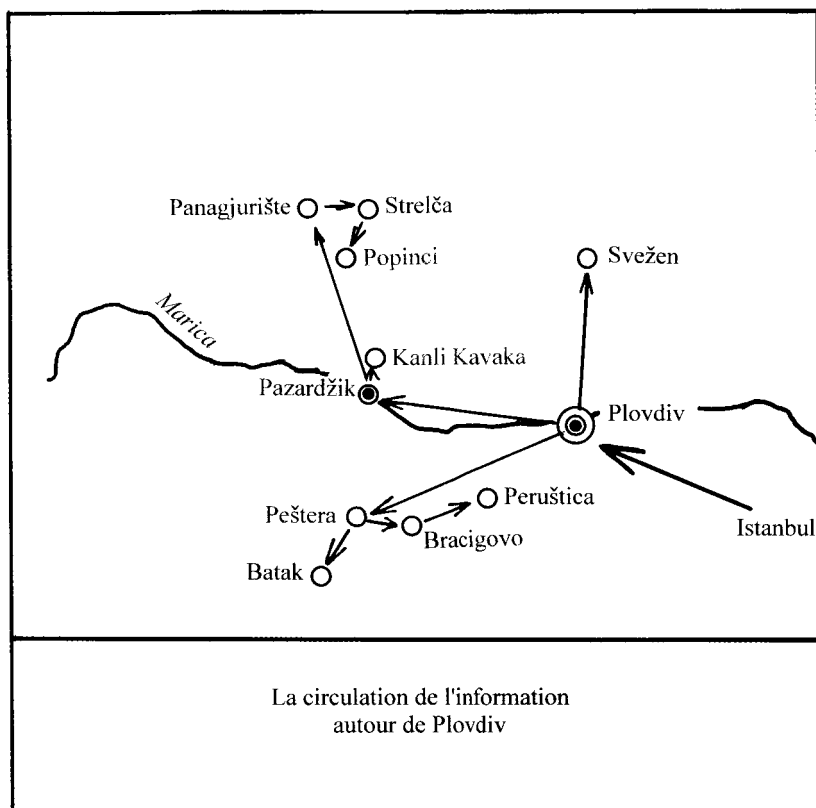 Panagjurište
Strelča
Popinci
Svežen
Marica
Kanli Kavaka
Pazardžik
Plovdiv
Peruštica
Peštera
Bracigovo
Istanbul
Batak
La circulation de l'information
autour de Plovdiv